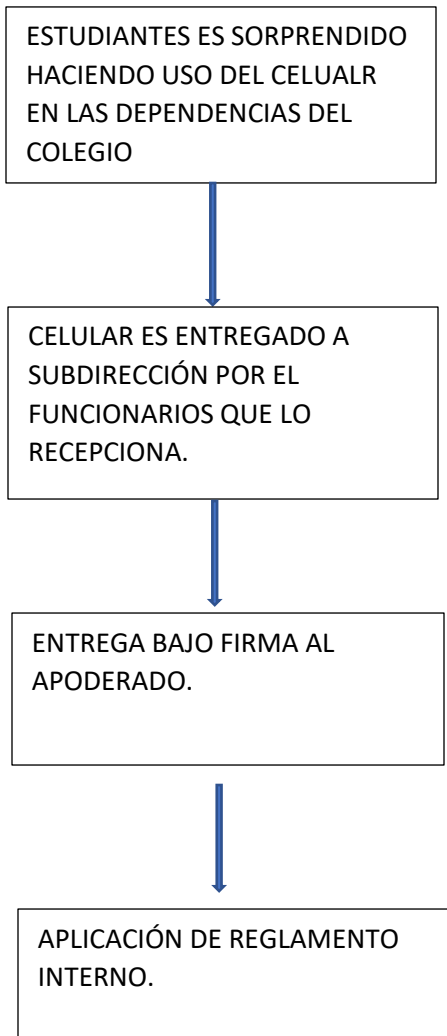 ESTUDIANTES ES SORPRENDIDO
HACIENDO USO DEL CELUALR
EN LAS DEPENDENCIAS DEL
COLEGIO
CELULAR ES ENTREGADO A
SUBDIRECCIÓN POR EL
FUNCIONARIOS QUE LO
RECEPCIONA.
ENTREGA BAJO FIRMA AL
APODERADO.
APLICACIÓN DE REGLAMENTO
INTERNO.